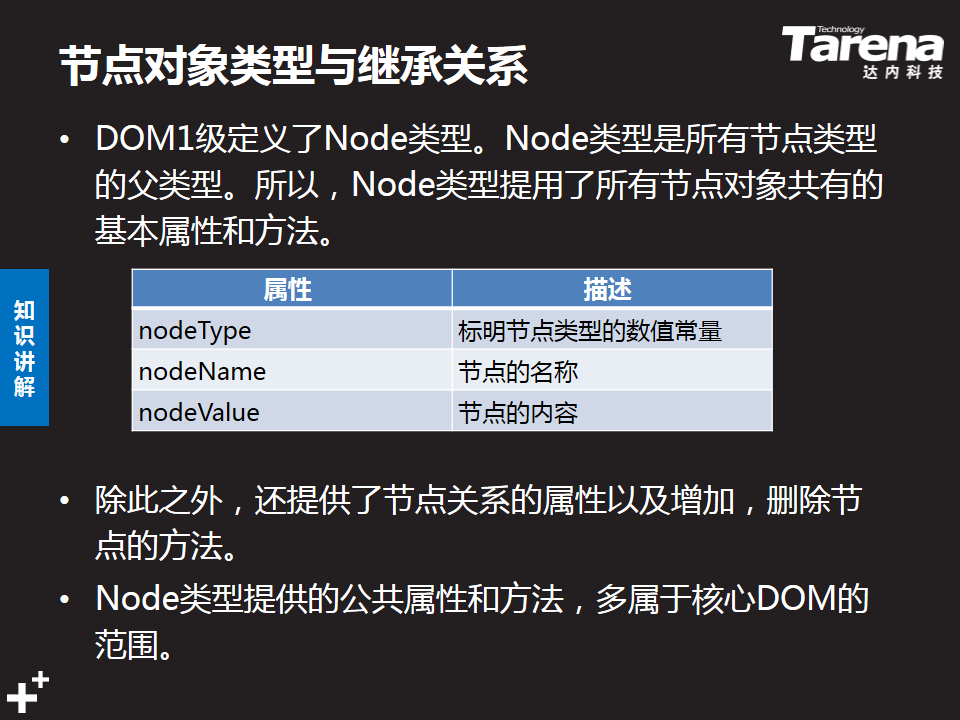 节点对象类型与继承关系
Technology
Tarena
达内科技
• DOM1级定义了Node类型。Node类型是所有节点类型
的父类型。所以，Node类型提用了所有节点对象共有的
基本属性和方法。
知识讲解
属性 描述
nodeType 标明节点类型的数值常量
nodeName 节点的名称
nodeValue 节点的内容
• 除此之外，还提供了节点关系的属性以及增加，删除节
点的方法。
• Node类型提供的公共属性和方法，多属于核心DOM的
范围。